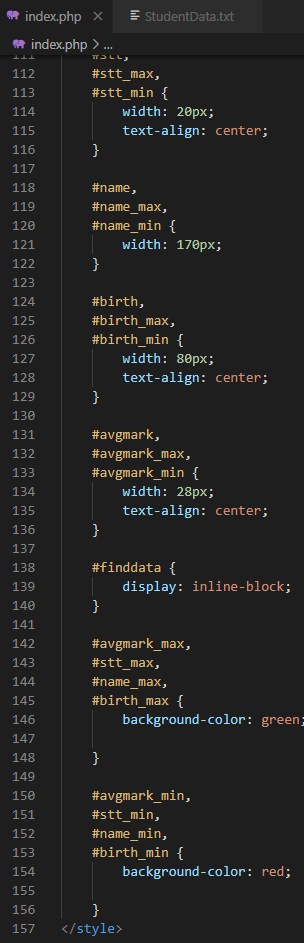 index.php
StudentData.txt
index.php > ...
111 #stt,
112 #stt_max,
113 #stt_min {
114 width: 20px;
115 text-align: center;
116 }
117
118 #name,
119 #name_max,
120 #name_min {
121 width: 170px;
122 }
123
124 #birth,
125 #birth_max,
126 #birth_min {
127 width: 80px;
128 text-align: center;
129 }
130
131 #avgmark,
132 #avgmark_max,
133 #avgmark_min {
134 width: 28px;
135 text-align: center;
136 }
137
138 #finddata {
139 display: inline-block;
140 }
141
142 #avgmark_max,
143 #stt_max,
144 #name_max,
145 #birth_max {
146 background-color: green;
147
148 }
149
150 #avgmark_min,
151 #stt_min,
152 #name_min,
153 #birth_min {
154 background-color: red;
155
156 }
157 </style>